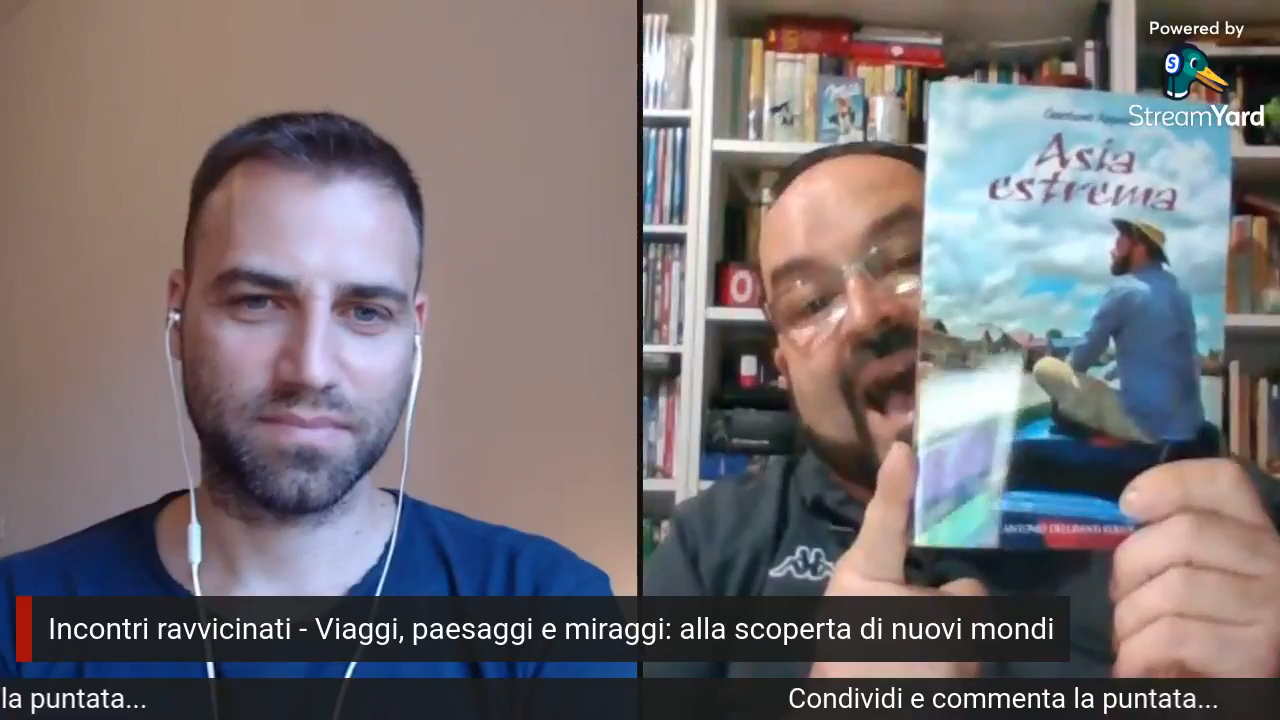 Powered by
StreamYard
Asia
estrema
Incontri ravvicinati - Viaggi, paesaggi e miraggi: alla scoperta di nuovi mondi
la puntata...
Condividi e commenta la puntata...